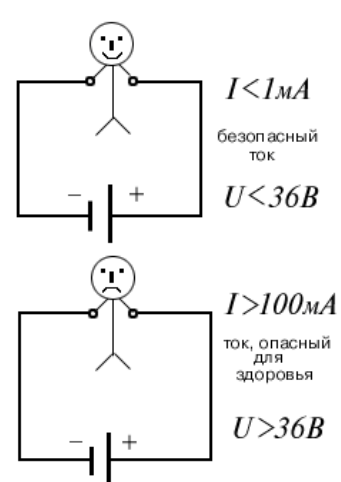 I<1мА
безопасный
ток
− +
U<36В
I>100мА
ток, опасный
для
здоровья
− +
U>36В